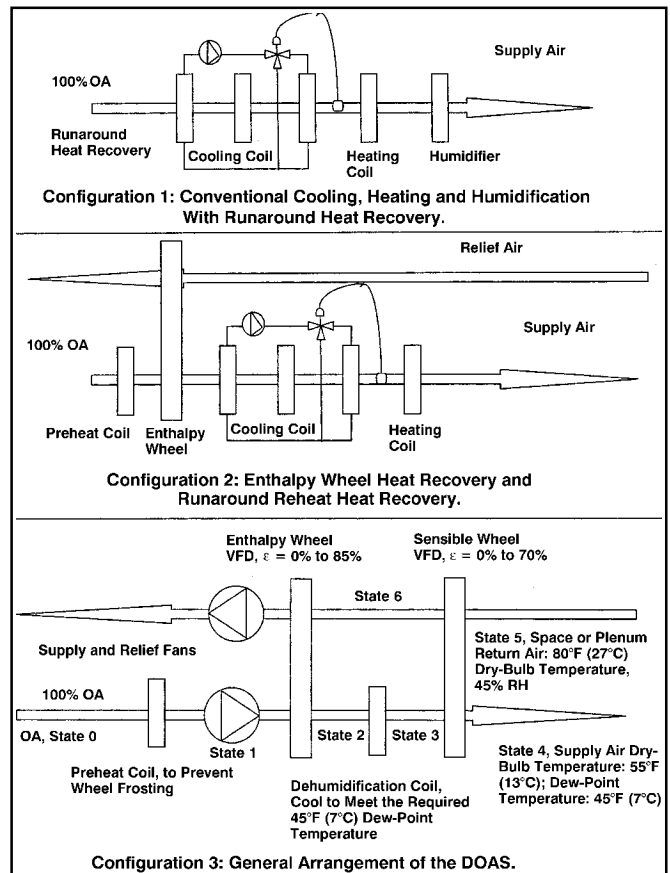 Supply Air
100% OA
Runaround
Heat Recovery
Cooling Coil
Heating
Coil
Humidifier
Configuration 1: Conventional Cooling, Heating and Humidification
With Runaround Heat Recovery.
Relief Air
100% OA
Supply Air
Preheat Coil
Enthalpy
Wheel
Cooling Coil
Heating
Coil
Configuration 2: Enthalpy Wheel Heat Recovery and
Runaround Reheat Heat Recovery.
Enthalpy Wheel
VFD, ε = 0% to 85%
Sensible Wheel
VFD, ε = 0% to 70%
State 6
Supply and Relief Fans
State 5, Space or Plenum
Return Air: 80°F (27°C)
Dry-Bulb Temperature,
45% RH
100% OA
OA, State 0
State 1
State 2
State 3
Preheat Coil, to Prevent
Wheel Frosting
Dehumidification Coil,
Cool to Meet the Required
45°F (7°C) Dew-Point
Temperature
State 4, Supply Air Dry-
Bulb Temperature: 55°F
(13°C); Dew-Point
Temperature: 45°F (7°C)
Configuration 3: General Arrangement of the DOAS.